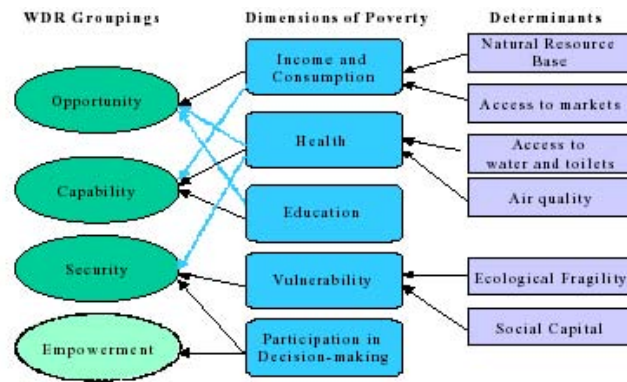 WDR Groupings
Dimensions of Poverty
Determinants
Opportunity
Capability
Security
Empowerment
Income and
Consumption
Health
Education
Vulnerability
Participation in
Decision-making
Natural Resource
Base
Access to markets
Access to
water and toilets
Air quality
Ecological Fragility
Social Capital